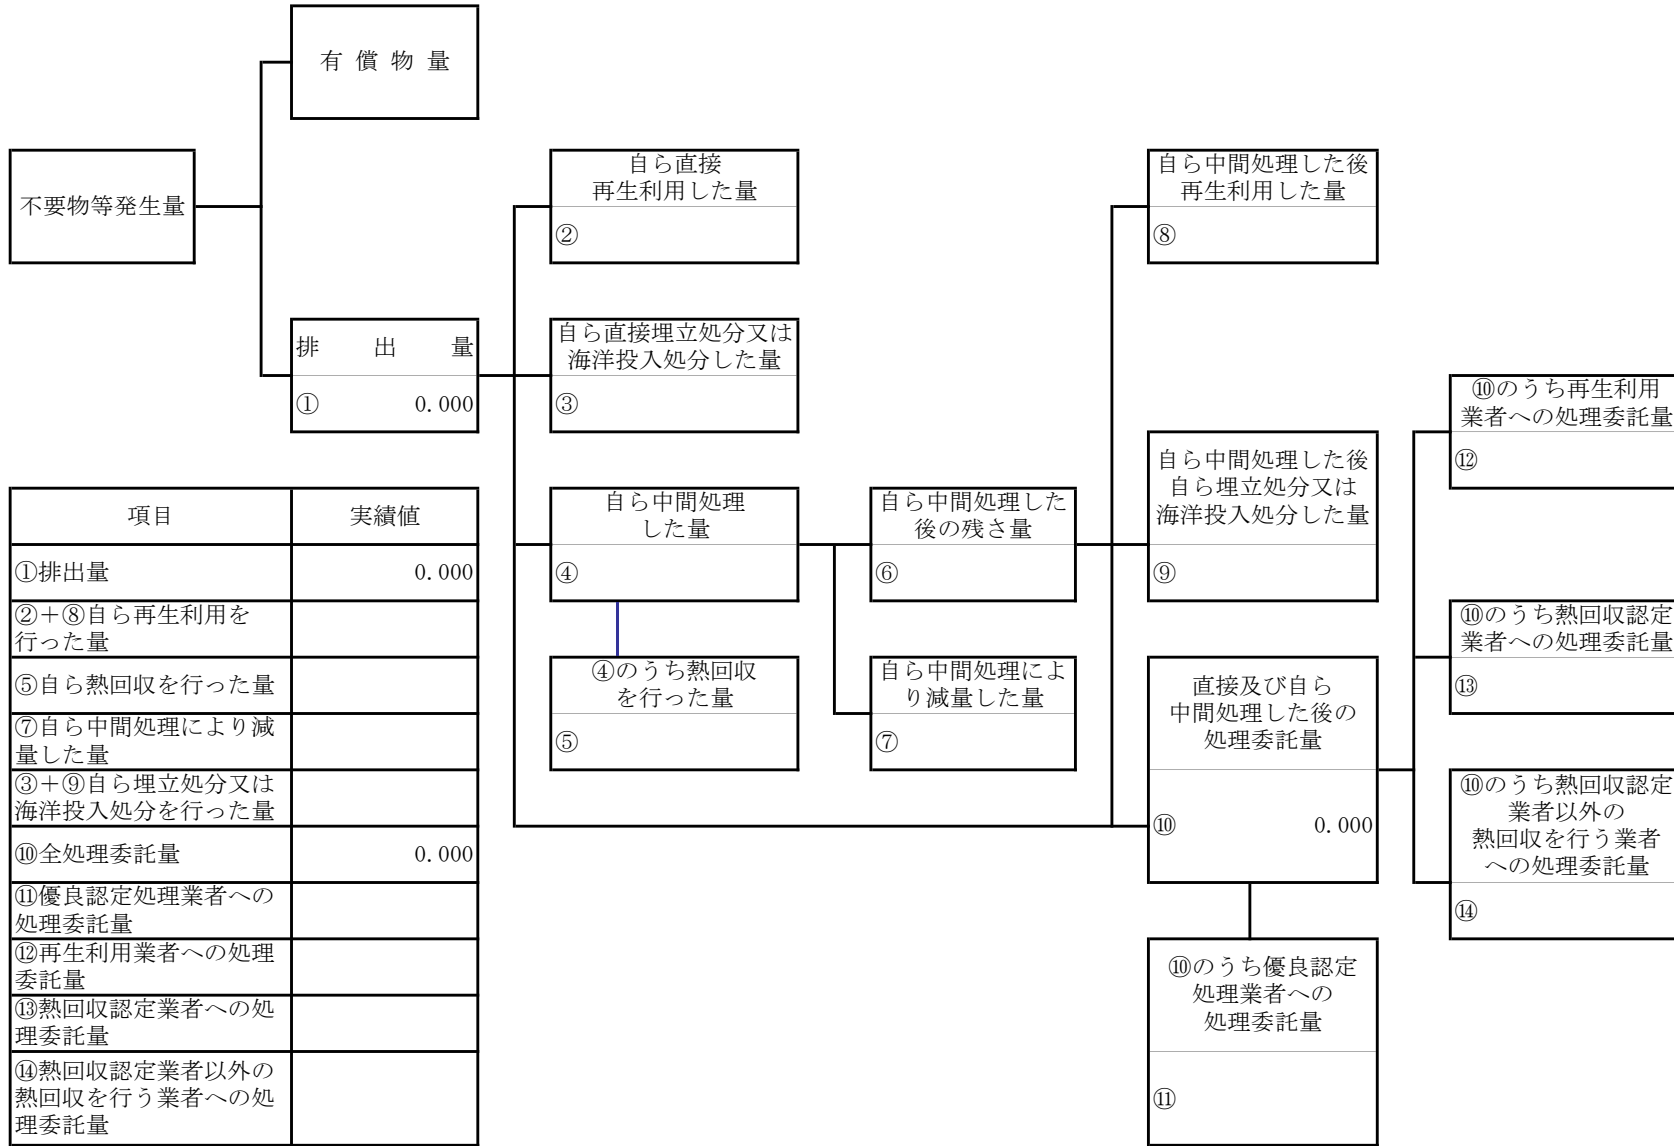 有償物量
不要物等発生量
排出量
① 0.000
自ら直接
再生利用した量
②
自ら直接埋立処分又は
海洋投入処分した量
③
自ら中間処理
した量
④
④のうち熱回収
を行った量
⑤
自ら中間処理した
後の残さ量
⑥
自ら中間処理によ
り減量した量
⑦
自ら中間処理した後
再生利用した量
⑧
自ら中間処理した後
自ら埋立処分又は
海洋投入処分した量
⑨
直接及び自ら
中間処理した後の
処理委託量
⑩ 0.000
⑩のうち優良認定
処理業者への
処理委託量
⑪
⑩のうち再生利用
業者への処理委託量
⑫
⑩のうち熱回収認定
業者への処理委託量
⑬
⑩のうち熱回収認定
業者以外の
熱回収を行う業者
への処理委託量
⑭
項目 実績値
①排出量 0.000
②＋⑧自ら再生利用を
行った量
⑤自ら熱回収を行った量
⑦自ら中間処理により減
量した量
③＋⑨自ら埋立処分又は
海洋投入処分を行った量
⑩全処理委託量 0.000
⑪優良認定処理業者への
処理委託量
⑫再生利用業者への処理
委託量
⑬熱回収認定業者への処
理委託量
⑭熱回収認定業者以外の
熱回収を行う業者への処
理委託量